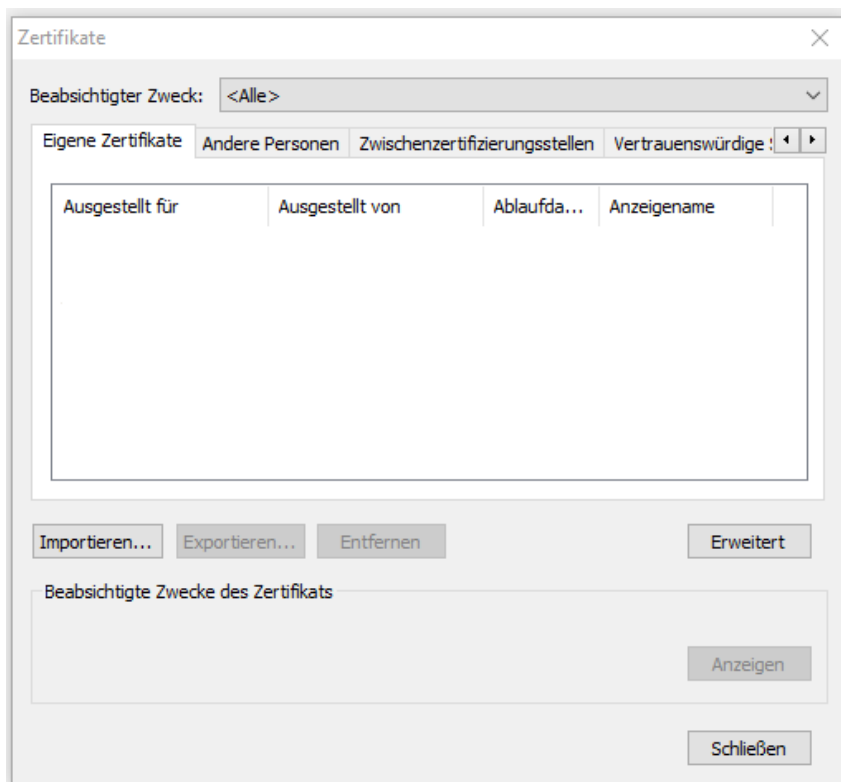 Zertifikate
Beabsichtigter Zweck: <Alle>
Eigene Zertifikate Andere Personen Zwischenzertifizierungsstellen Vertrauenswürdige
Ausgestellt für Ausgestellt von Ablaufda... Anzeigename
Importieren... Exportieren... Entfernen Erweitert
Beabsichtigte Zwecke des Zertifikats
Anzeigen
Schließen